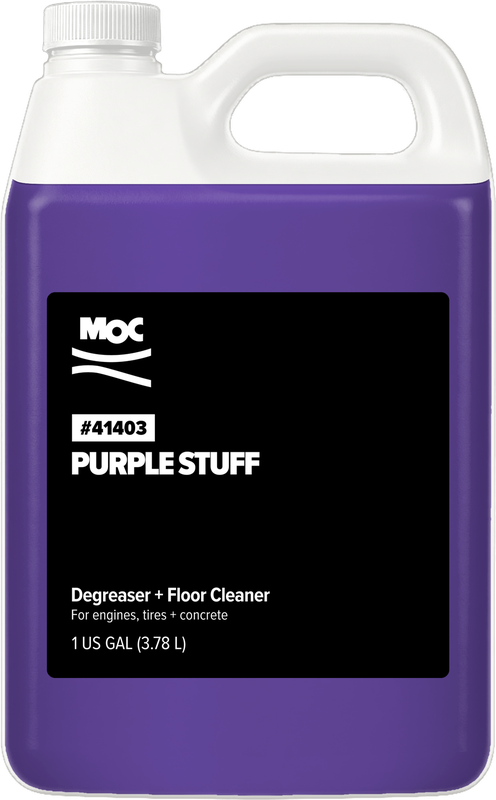 MOC
#41403
PURPLE STUFF
Degreaser + Floor Cleaner
For engines, tires + concrete
1 US GAL (3.78 L)